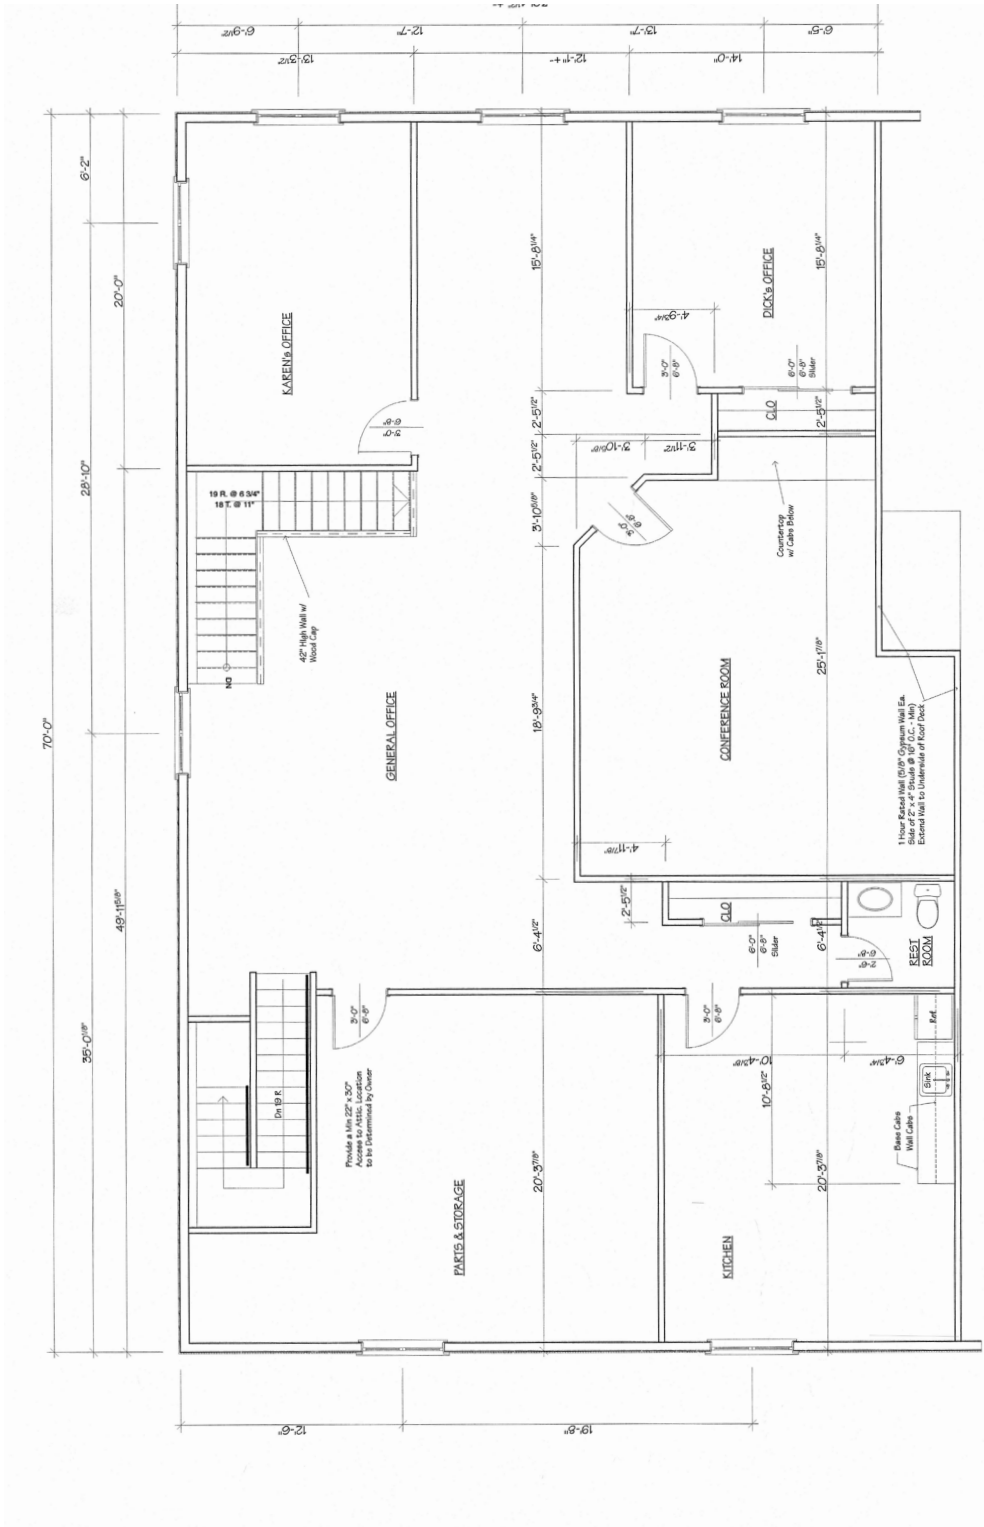 6'-9 1/2"
12'-7"
13'-7"
6'-5"
13'-3 1/2"
12'-1" +-
14'-0"
6'-2"
20'-0"
28'-10"
70'-0"
49'-11 5/8"
35'-0 1/8"
KAREN's OFFICE
3'-0"
6'-8"
15'-8 1/4"
DICK's OFFICE
15'-8 1/4"
4'-9 3/4"
3'-0"
6'-8"
6'-0"
6'-8"
Slider
CLO
2'-5 1/2"
2'-5 1/2"
2'-5 1/2"
3'-10 5/8"
3'-11 1/2"
3'-10 5/8"
19 R. @ 6 3/4"
18 T. @ 11"
DN
42" High Wall w/
Wood Cap
Countertop
w/ Cabs Below
GENERAL OFFICE
18'-9 3/4"
CONFERENCE ROOM
25'-1 7/8"
1 Hour Rated Wall (5/8" Gypsum Wall Ea.
Side of 2" x 4" Studs @ 16" O.C. - Min)
Extend Wall to Underside of Roof Deck
4'-11 7/8"
2'-5 1/2"
CLO
6'-4 1/2"
6'-0"
6'-8"
Slider
6'-4 1/2"
REST
ROOM
2'-6"
6'-8"
3'-0"
6'-8"
3'-0"
6'-8"
Dn 19 R
Provide a Min 22" x 30"
Access to Attic. Location
to be Determined by Owner
10'-4 3/8"
6'-4 3/4"
10'-8 1/2"
Ref.
Sink
Base Cabs
Wall Cabs
PARTS & STORAGE
20'-3 7/8"
KITCHEN
20'-3 7/8"
12'-6"
19'-8"